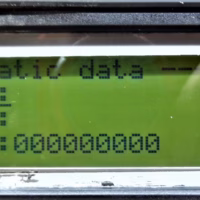 atic data --
:
:
:000000000